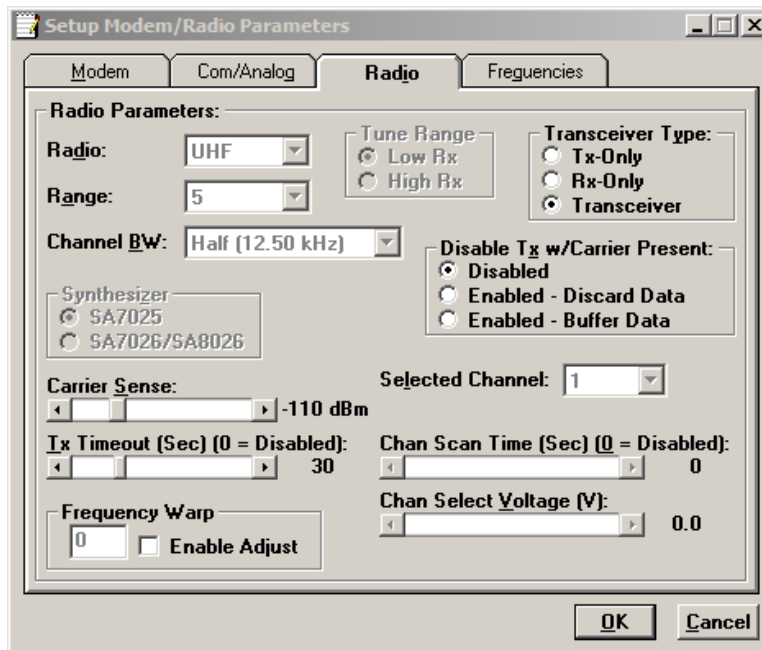 Setup Modem/Radio Parameters
Modem
Com/Analog
Radio
Freguencies
Radio Parameters:
Radio:
UHF
Tune Range
Low Rx
High Rx
Transceiver Type:
Tx-Only
Rx-Only
Transceiver
Range:
5
Channel BW:
Half (12.50 kHz)
Disable Tx w/Carrier Present:
Disabled
Enabled - Discard Data
Enabled - Buffer Data
Synthesizer
SA7025
SA7026/SA8026
Carrier Sense:
-110 dBm
Selected Channel:
1
Tx Timeout (Sec) (0 = Disabled):
30
Chan Scan Time (Sec) (0 = Disabled):
0
Frequency Warp
0
Enable Adjust
Chan Select Voltage (V):
0.0
OK
Cancel